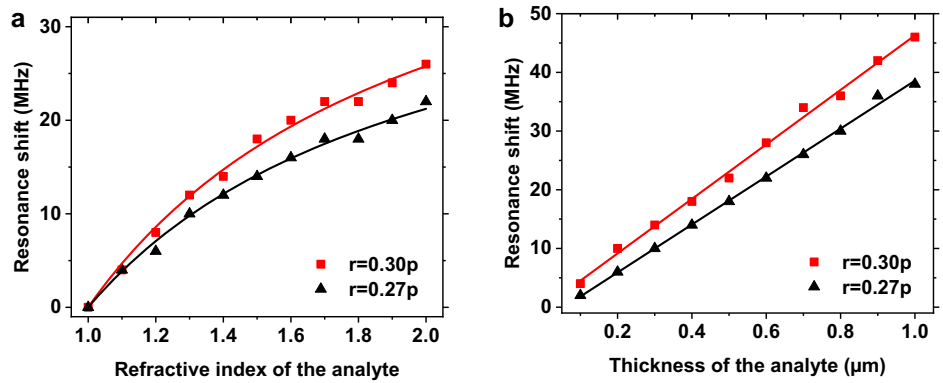 a
Resonance shift (MHz)
30
20
10
0
1.0 1.2 1.4 1.6 1.8 2.0
Refractive index of the analyte
r=0.30p
r=0.27p
b
Resonance shift (MHz)
50
40
30
20
10
0
0.2 0.4 0.6 0.8 1.0
Thickness of the analyte (μm)
r=0.30p
r=0.27p